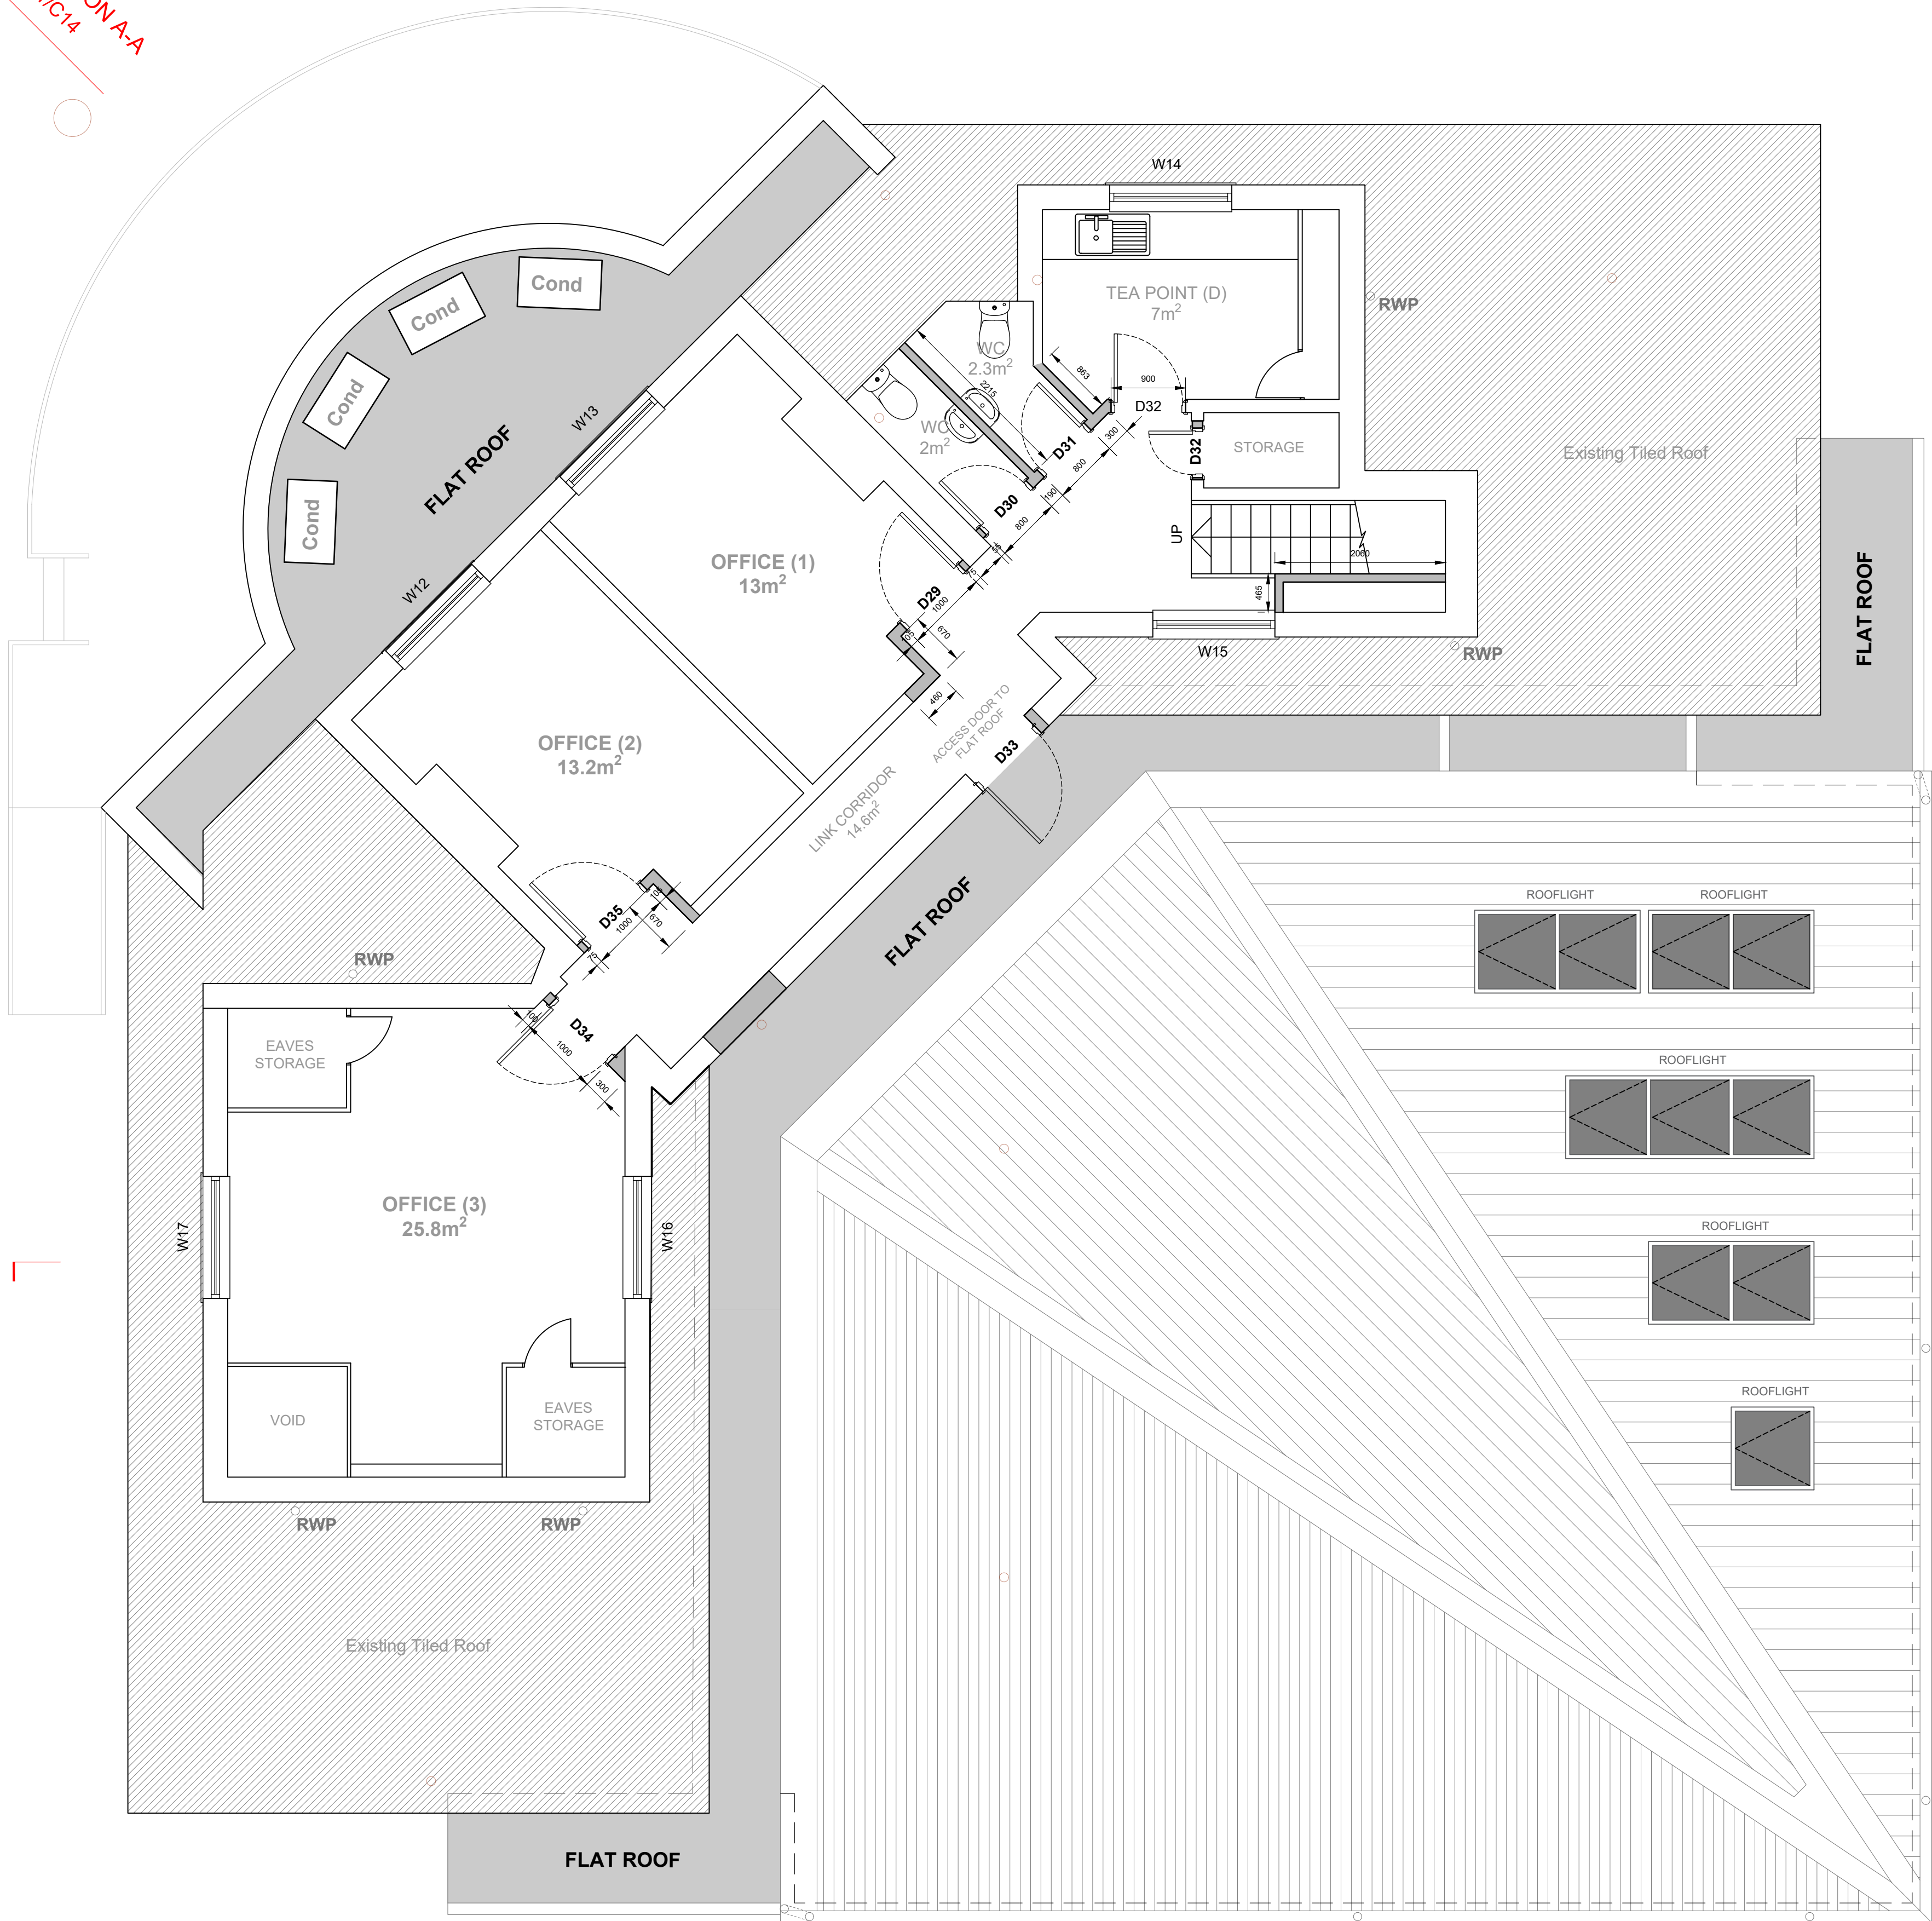 ON A-A
/C14
W14
Cond
Cond
Cond
Cond
TEA POINT (D)
7m²
RWP
WC
2.3m²
2215
863
900
D32
WC
2m²
D31
300
800
D32
STORAGE
Existing Tiled Roof
W13
FLAT ROOF
D30
190
800
UP
2060
465
W15
RWP
FLAT ROOF
W12
OFFICE (1)
13m²
D29
1000
670
460
ACCESS DOOR TO
FLAT ROOF
D33
OFFICE (2)
13.2m²
LINK CORRIDOR
14.6m²
D35
1000
105
670
75
FLAT ROOF
ROOFLIGHT
ROOFLIGHT
RWP
100
D34
1000
300
EAVES
STORAGE
ROOFLIGHT
OFFICE (3)
25.8m²
W17
W16
ROOFLIGHT
ROOFLIGHT
VOID
EAVES
STORAGE
RWP
RWP
Existing Tiled Roof
FLAT ROOF